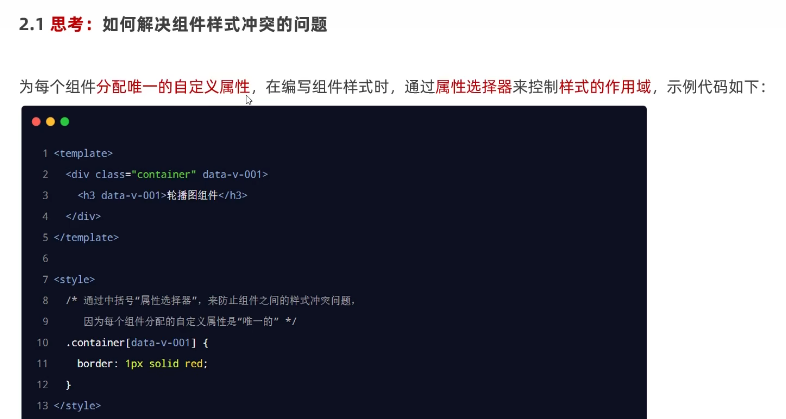 2.1 思考：如何解决组件样式冲突的问题
为每个组件分配唯一的自定义属性，在编写组件样式时，通过属性选择器来控制样式的作用域，示例代码如下：
1 <template>
2 <div class="container" data-v-001>
3 <h3 data-v-001>轮播图组件</h3>
4 </div>
5 </template>
6
7 <style>
8 /* 通过中括号"属性选择器"，来防止组件之间的样式冲突问题，
9 因为每个组件分配的自定义属性是"唯一的" */
10 .container[data-v-001] {
11 border: 1px solid red;
12 }
13 </style>